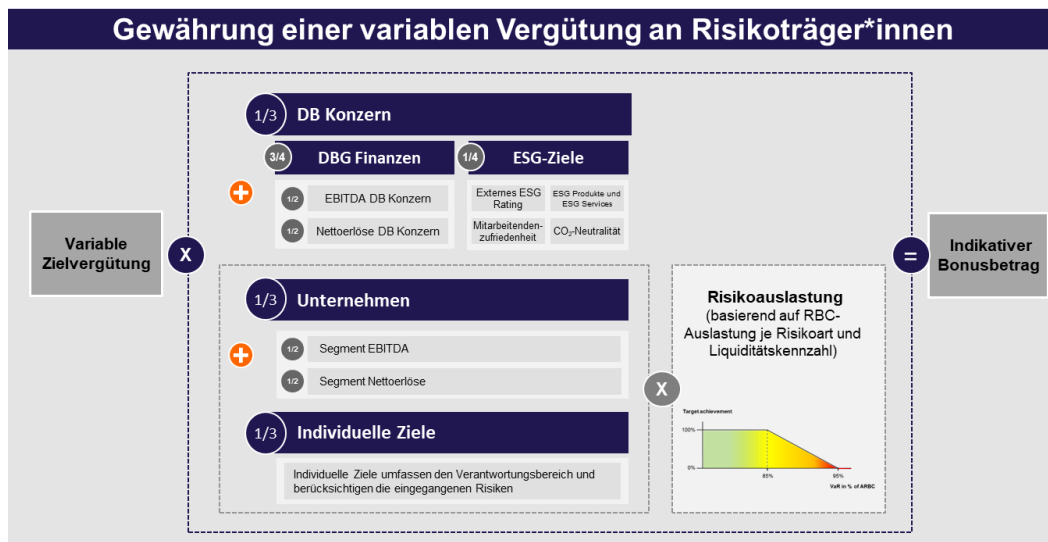 Gewährung einer variablen Vergütung an Risikoträger*innen
1/3 DB Konzern
3/4 DBG Finanzen
1/4 ESG-Ziele
1/2 EBITDA DB Konzern
1/2 Nettoerlöse DB Konzern
Externes ESG
Rating
ESG Produkte und
ESG Services
Mitarbeitenden-
zufriedenheit
CO₂-Neutralität
Variable
Zielvergütung
X
=
Indikativer
Bonusbetrag
1/3 Unternehmen
1/2 Segment EBITDA
1/2 Segment Nettoerlöse
1/3 Individuelle Ziele
Individuelle Ziele umfassen den Verantwortungsbereich und
berücksichtigen die eingegangenen Risiken
X
Risikoauslastung
(basierend auf RBC-
Auslastung je Risikoart und
Liquiditätskennzahl)
Target achievement
100%
0%
85%
95%
VaR in % of ARBC